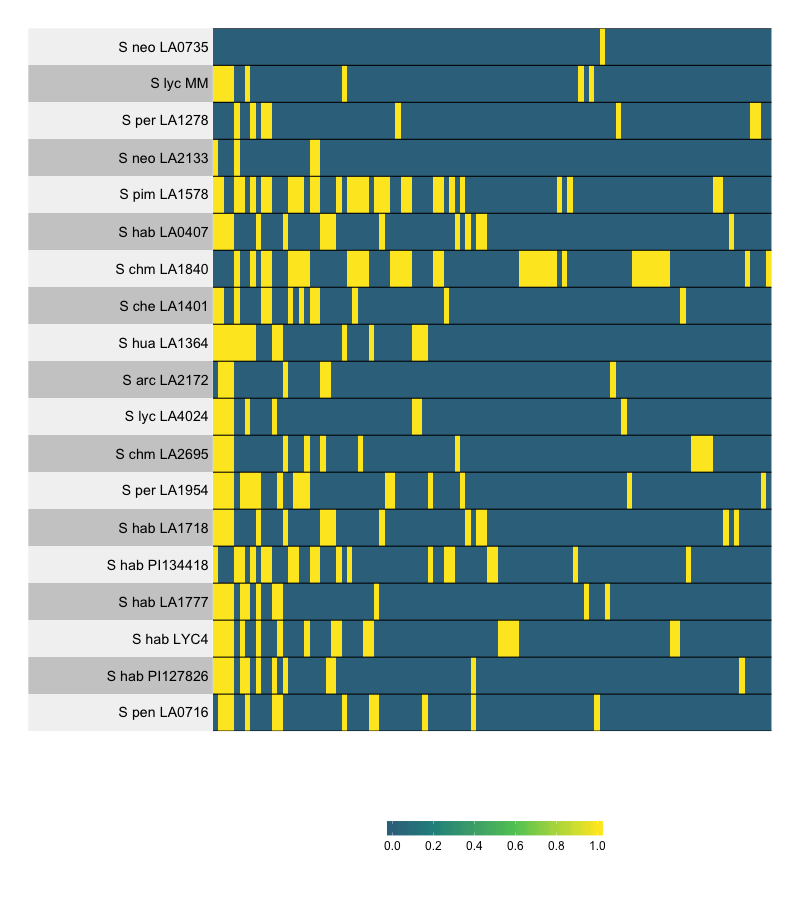 S neo LA0735
S lyc MM
S per LA1278
S neo LA2133
S pim LA1578
S hab LA0407
S chm LA1840
S che LA1401
S hua LA1364
S arc LA2172
S lyc LA4024
S chm LA2695
S per LA1954
S hab LA1718
S hab PI134418
S hab LA1777
S hab LYC4
S hab PI127826
S pen LA0716
0.0 0.2 0.4 0.6 0.8 1.0